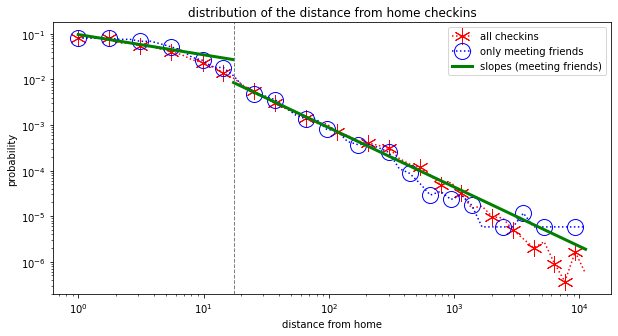 distribution of the distance from home checkins
all checkins
only meeting friends
slopes (meeting friends)
probability
10⁻¹
10⁻²
10⁻³
10⁻⁴
10⁻⁵
10⁻⁶
10⁰ 10¹ 10² 10³ 10⁴
distance from home